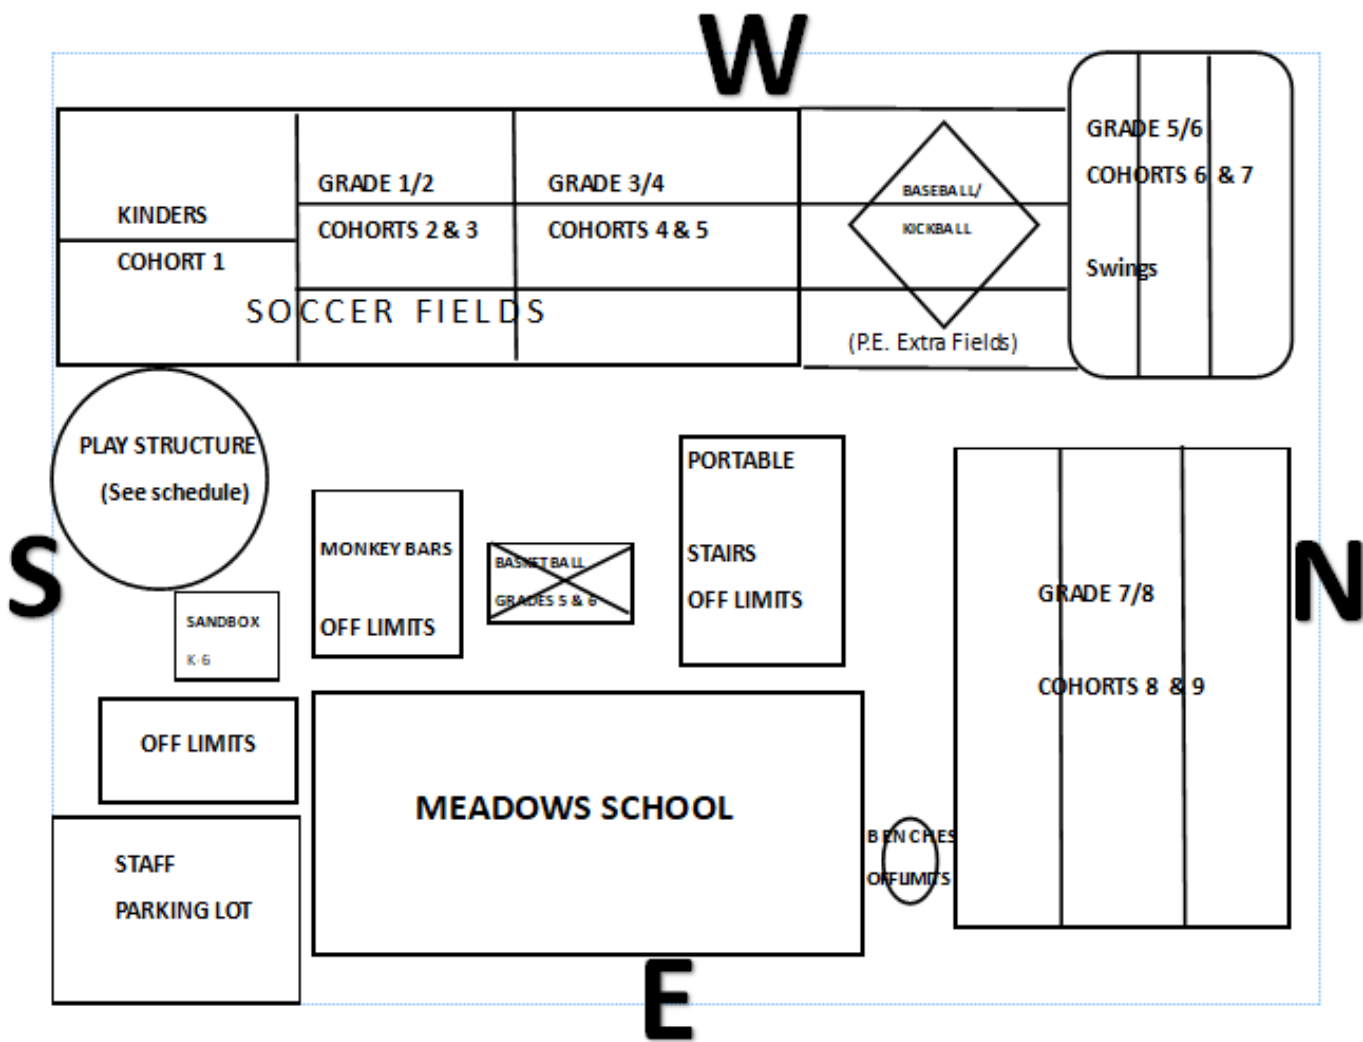 W
GRADE 5/6
COHORTS 6 & 7
Swings
KINDERS
COHORT 1
GRADE 1/2
COHORTS 2 & 3
GRADE 3/4
COHORTS 4 & 5
SOCCER FIELDS
BASEBALL/
KICKBALL
(P.E. Extra Fields)
PLAY STRUCTURE
(See schedule)
S
SANDBOX
K-6
MONKEY BARS
OFF LIMITS
BASKETBALL
GRADES 5 & 6
PORTABLE
STAIRS
OFF LIMITS
GRADE 7/8
COHORTS 8 & 9
N
OFF LIMITS
MEADOWS SCHOOL
BENCHES
OFF LIMITS
STAFF
PARKING LOT
E